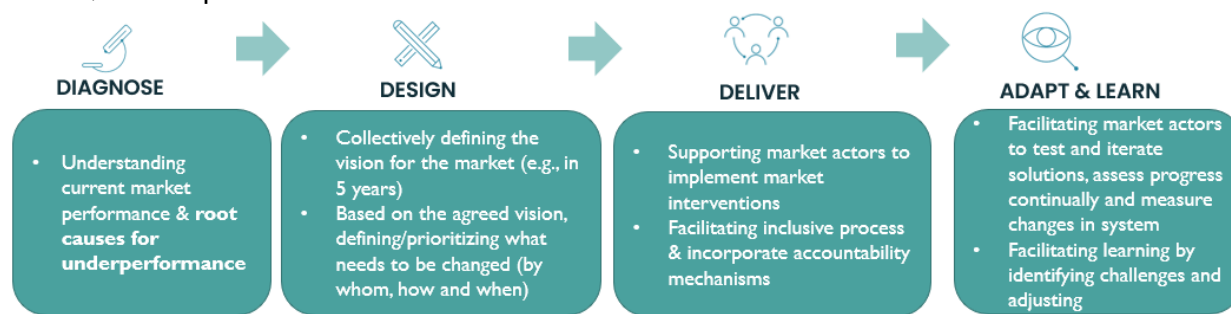 DIAGNOSE
• Understanding
current market
performance & root
causes for
underperformance
DESIGN
• Collectively defining the
vision for the market (e.g., in
5 years)
• Based on the agreed vision,
defining/prioritizing what
needs to be changed (by
whom, how and when)
DELIVER
• Supporting market actors to
implement market
interventions
• Facilitating inclusive process
& incorporate accountability
mechanisms
ADAPT & LEARN
• Facilitating market actors
to test and iterate
solutions, assess progress
continually and measure
changes in system
• Facilitating learning by
identifying challenges and
adjusting